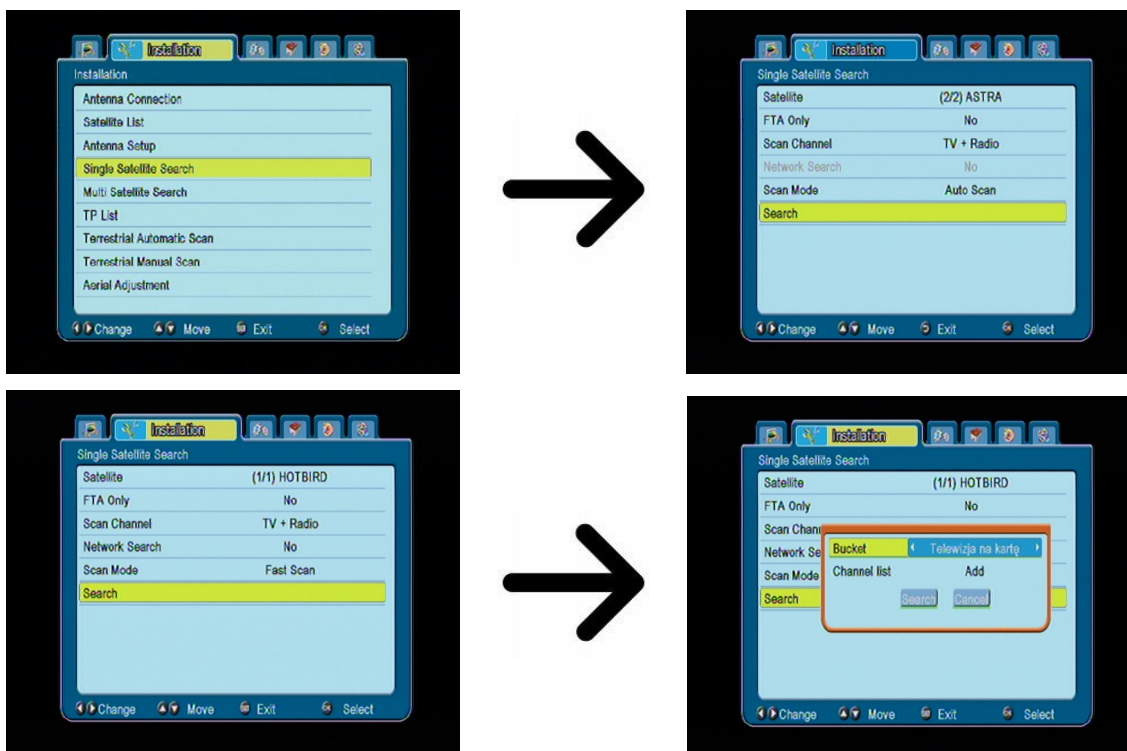 Installation
Installation
Antenna Connection
Satellite List
Antenna Setup
Single Satellite Search
Multi Satellite Search
TP List
Terrestrial Automatic Scan
Terrestrial Manual Scan
Aerial Adjustment
Change Move Exit Select
Installation
Single Satellite Search
Satellite (2/2) ASTRA
FTA Only No
Scan Channel TV + Radio
Network Search No
Scan Mode Auto Scan
Search
Change Move Exit Select
Installation
Single Satellite Search
Satellite (1/1) HOTBIRD
FTA Only No
Scan Channel TV + Radio
Network Search No
Scan Mode Fast Scan
Search
Change Move Exit Select
Installation
Single Satellite Search
Satellite (1/1) HOTBIRD
FTA Only No
Scan Chann
Network Se
Scan Mode
Search
Bucket Telewizja na kartę
Channel list Add
Search Cancel
Change Move Exit Select